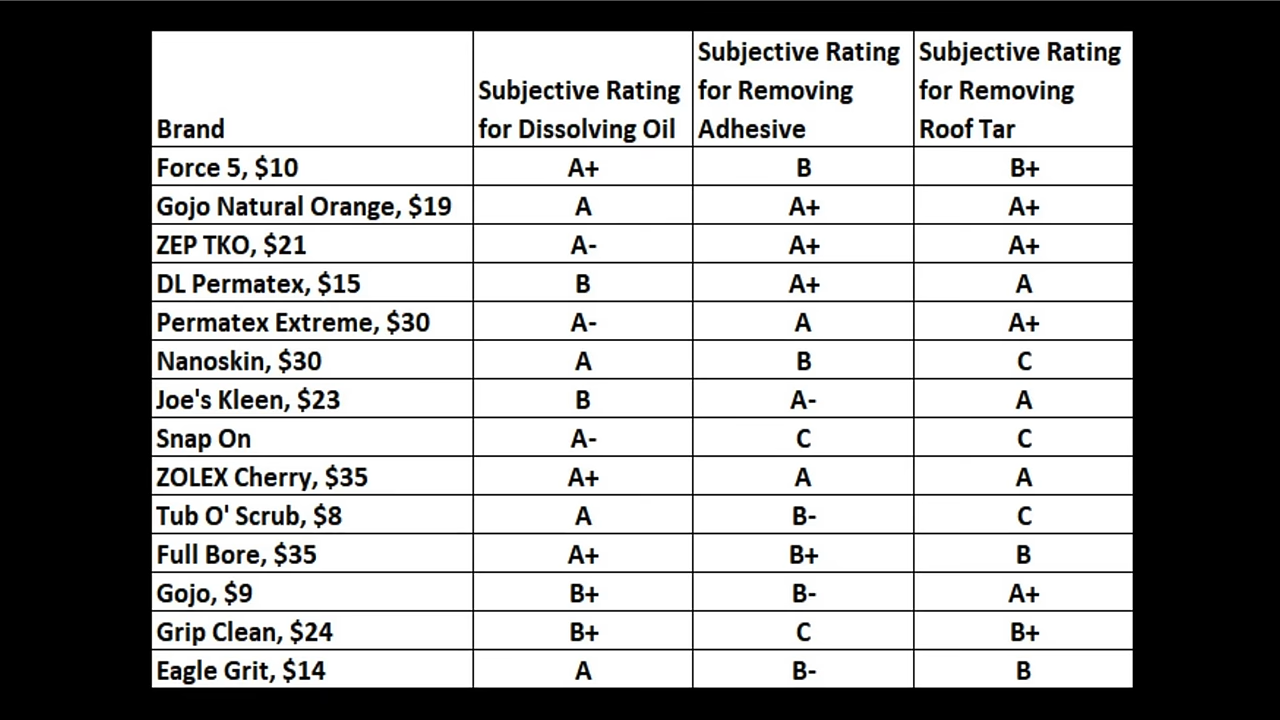 Brand
Subjective Rating
for Dissolving Oil
Subjective Rating
for Removing
Adhesive
Subjective Rating
for Removing
Roof Tar
Force 5, $10 A+ B B+
Gojo Natural Orange, $19 A A+ A+
ZEP TKO, $21 A- A+ A+
DL Permatex, $15 B A+ A
Permatex Extreme, $30 A- A A+
Nanoskin, $30 A B C
Joe's Kleen, $23 B A- A
Snap On A- C C
ZOLEX Cherry, $35 A+ A A
Tub O' Scrub, $8 A B- C
Full Bore, $35 A+ B+ B
Gojo, $9 B+ B- A+
Grip Clean, $24 B+ C B+
Eagle Grit, $14 A B- B